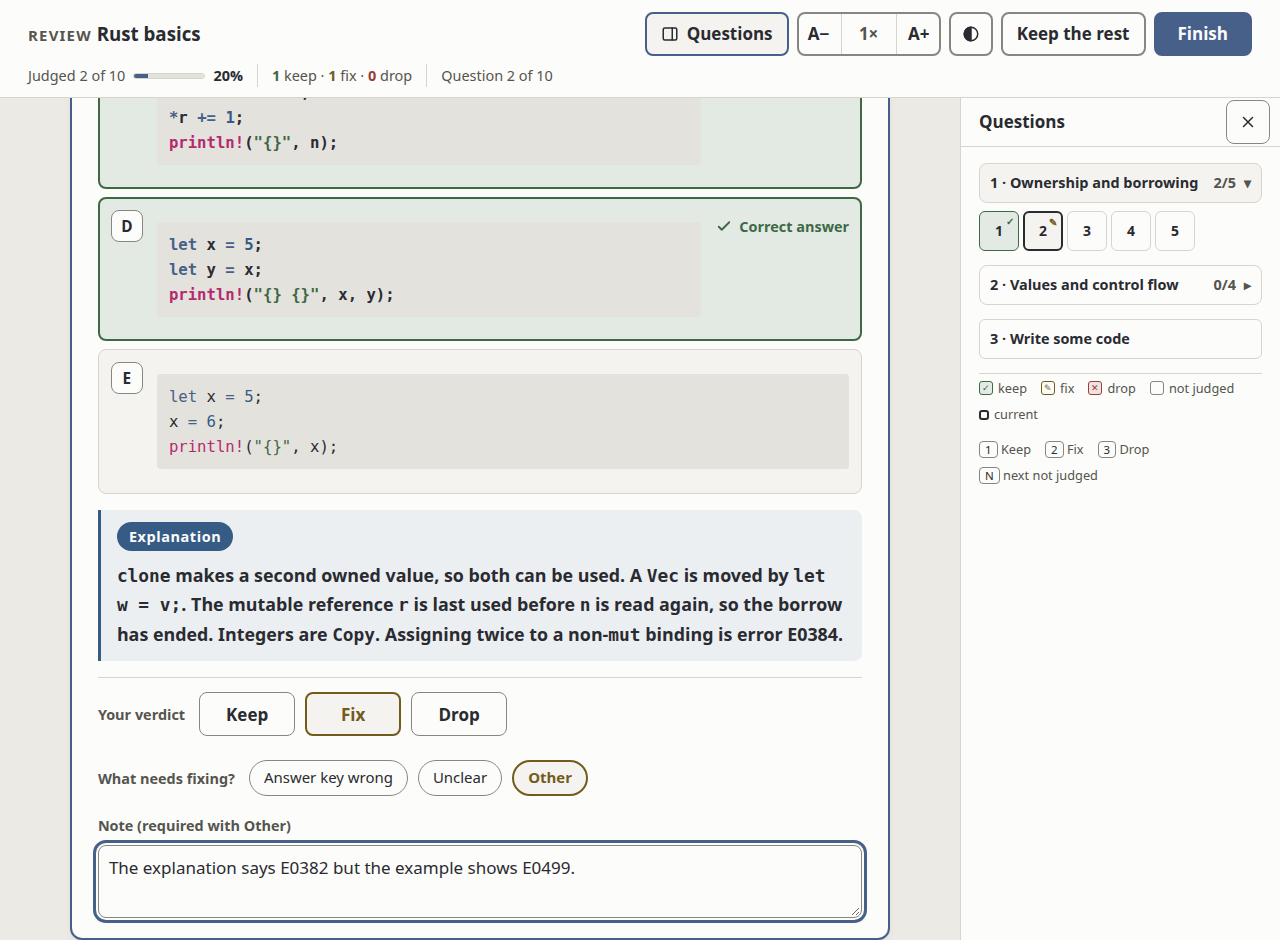 REVIEW Rust basics
Questions
A−
1×
A+
Keep the rest
Finish
Judged 2 of 10
20%
1 keep · 1 fix · 0 drop
Question 2 of 10
*r += 1;
println!("{}", n);
D
let x = 5;
let y = x;
println!("{} {}", x, y);
Correct answer
E
let x = 5;
x = 6;
println!("{}", x);
Explanation
clone makes a second owned value, so both can be used. A Vec is moved by let
w = v;. The mutable reference r is last used before n is read again, so the borrow
has ended. Integers are Copy. Assigning twice to a non-mut binding is error E0384.
Your verdict
Keep
Fix
Drop
What needs fixing?
Answer key wrong
Unclear
Other
Note (required with Other)
The explanation says E0382 but the example shows E0499.
Questions
1 · Ownership and borrowing 2/5 ▾
1 ✓
2 ✎
3
4
5
2 · Values and control flow 0/4 ▸
3 · Write some code
✓ keep
✎ fix
✕ drop
not judged
current
1 Keep
2 Fix
3 Drop
N next not judged